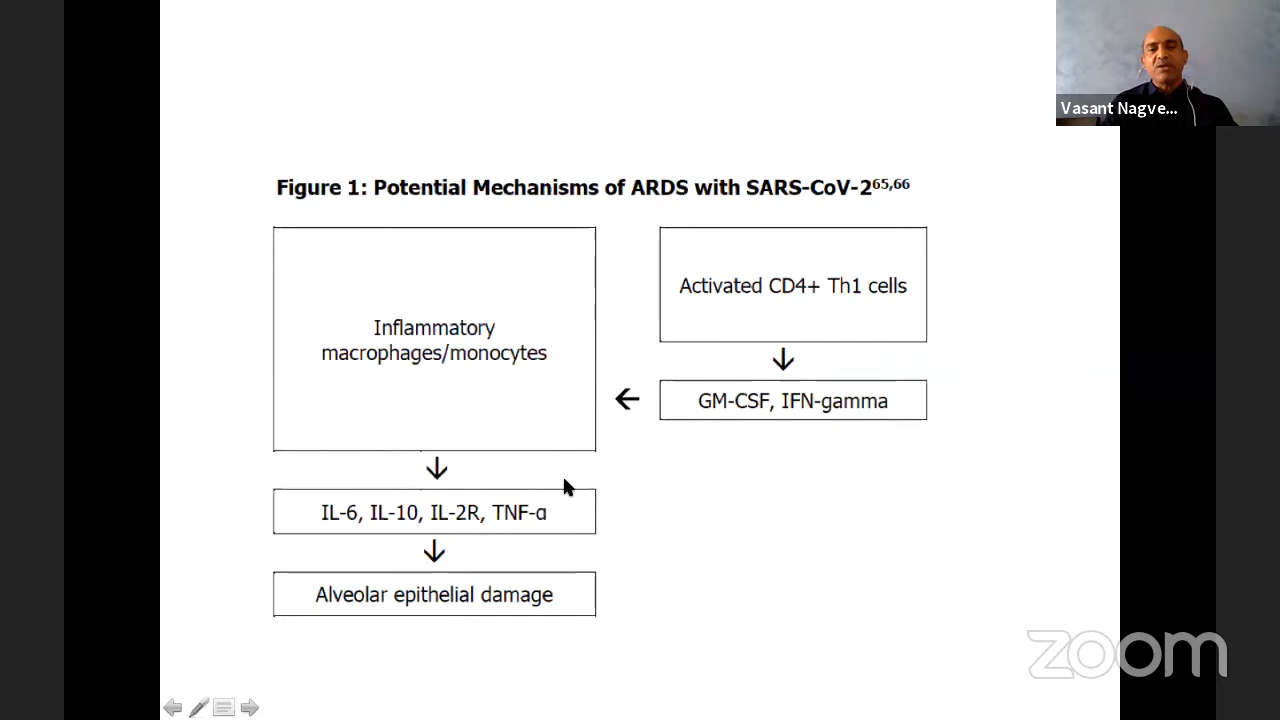 Vasant Nagve...
Figure 1: Potential Mechanisms of ARDS with SARS-CoV-2⁶⁵,⁶⁶
Inflammatory
macrophages/monocytes
Activated CD4+ Th1 cells
GM-CSF, IFN-gamma
IL-6, IL-10, IL-2R, TNF-α
Alveolar epithelial damage
zoom